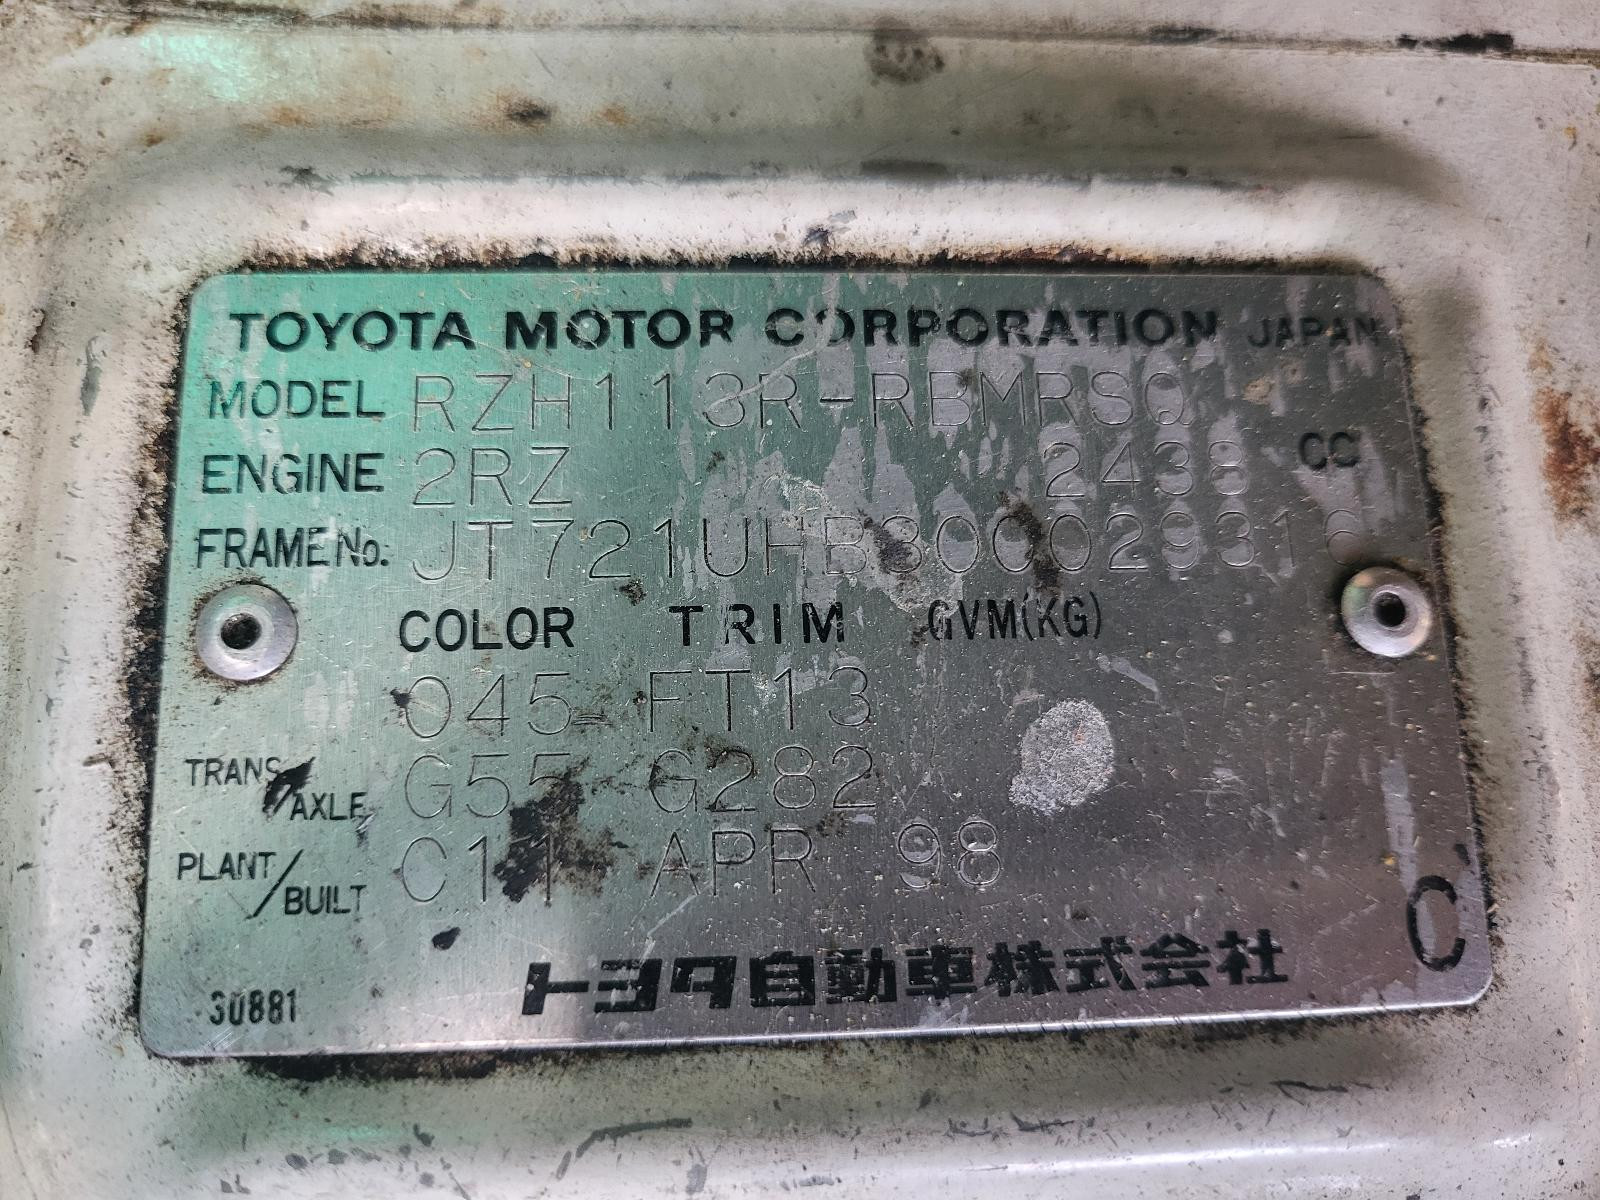 TOYOTA MOTOR CORPORATION JAPAN
MODEL RZH113R-RBMRSQ
ENGINE 2RZ 2438 CC
FRAME No. JT721UHB800029316
COLOR TRIM GVM(KG)
045 FT13
TRANS/AXLE G55 G282
PLANT/BUILT C11 APR 98
トヨタ自動車株式会社
C
30881